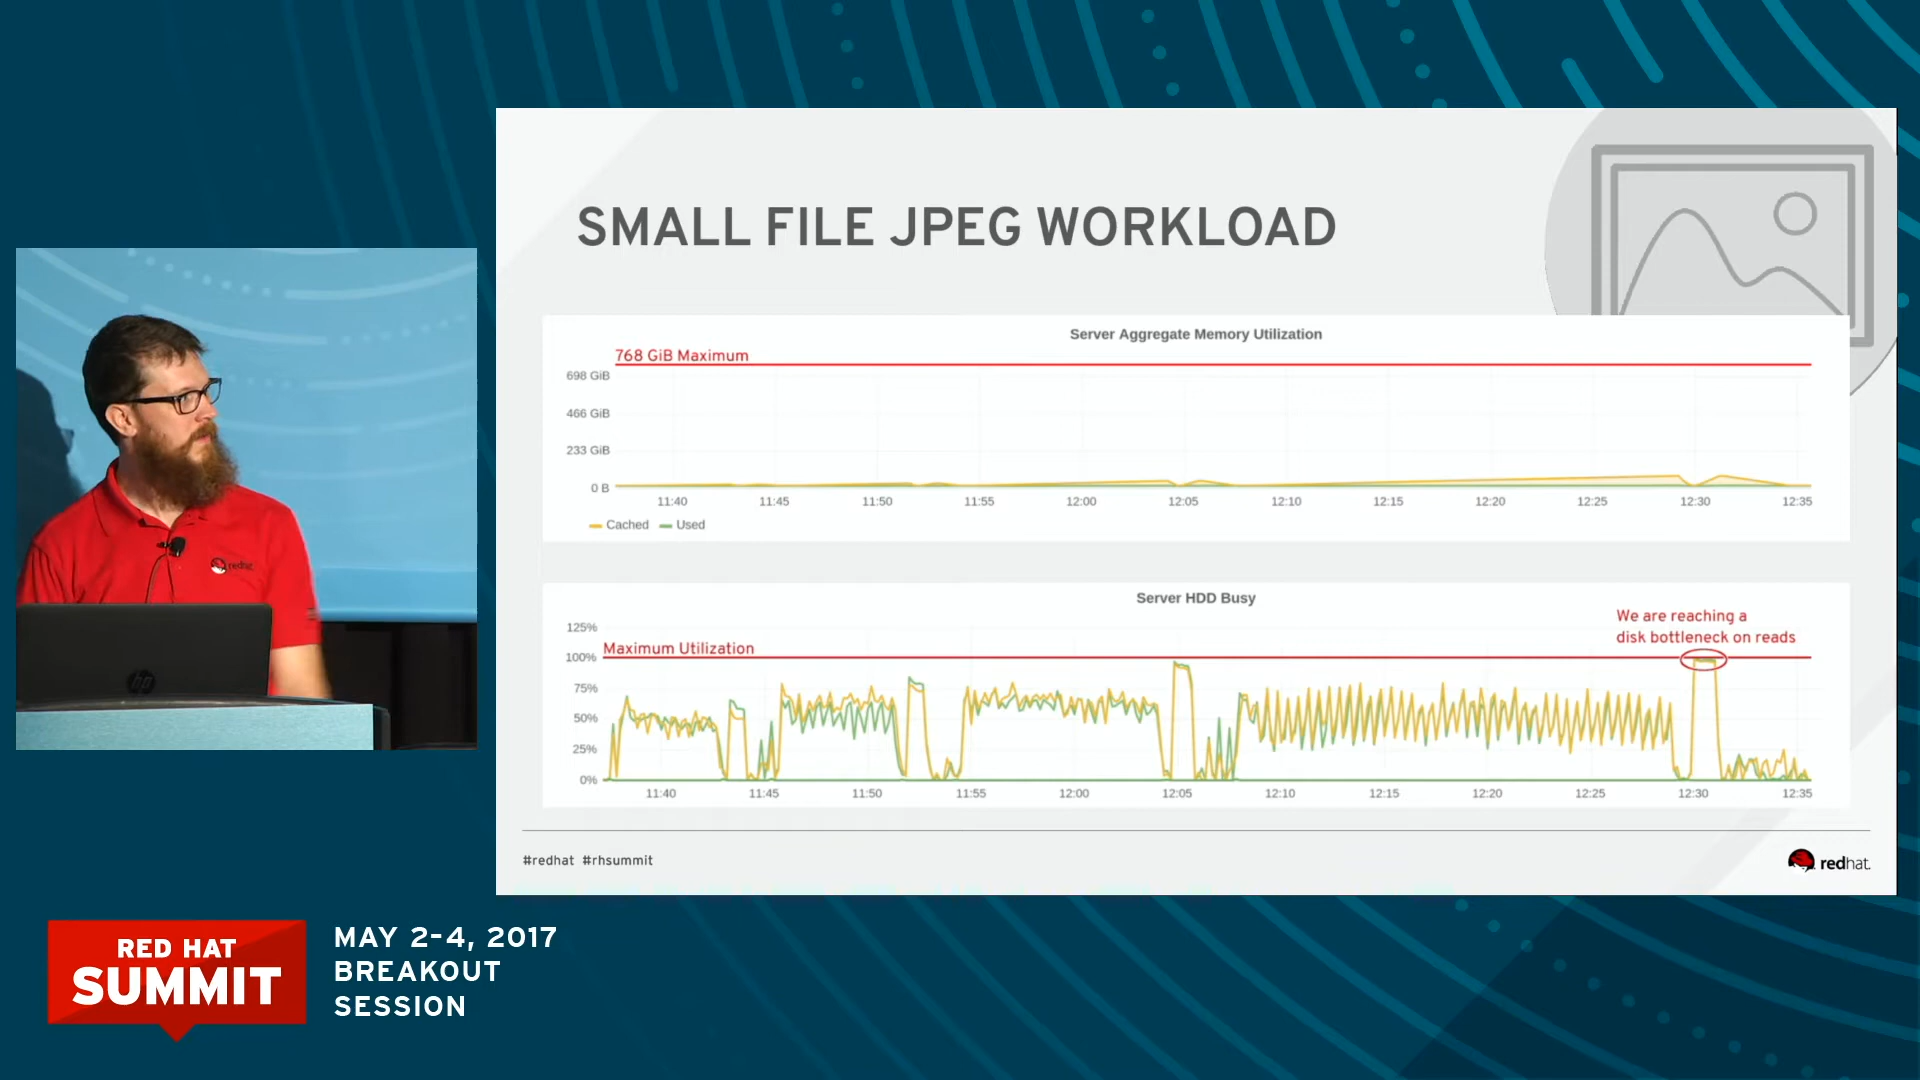 SMALL FILE JPEG WORKLOAD
Server Aggregate Memory Utilization
768 GiB Maximum
698 GiB
466 GiB
233 GiB
0 B
11:40 11:45 11:50 11:55 12:00 12:05 12:10 12:15 12:20 12:25 12:30 12:35
Cached Used
Server HDD Busy
We are reaching a
disk bottleneck on reads
125%
Maximum Utilization
100%
75%
50%
25%
0%
11:40 11:45 11:50 11:55 12:00 12:05 12:10 12:15 12:20 12:25 12:30 12:35
#redhat #rhsummit
redhat.
redhat
hp
RED HAT
SUMMIT
MAY 2-4, 2017
BREAKOUT
SESSION